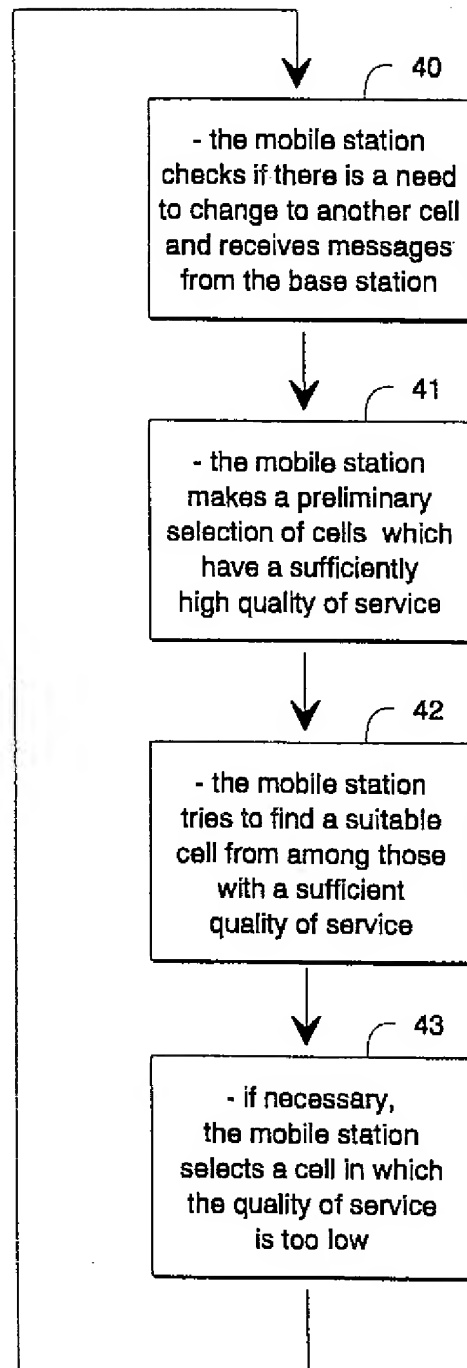 40
- the mobile station
checks if there is a need
to change to another cell
and receives messages
from the base station
41
- the mobile station
makes a preliminary
selection of cells which
have a sufficiently
high quality of service
42
- the mobile station
tries to find a suitable
cell from among those
with a sufficient
quality of service
43
- if necessary,
the mobile station
selects a cell in which
the quality of service
is too low